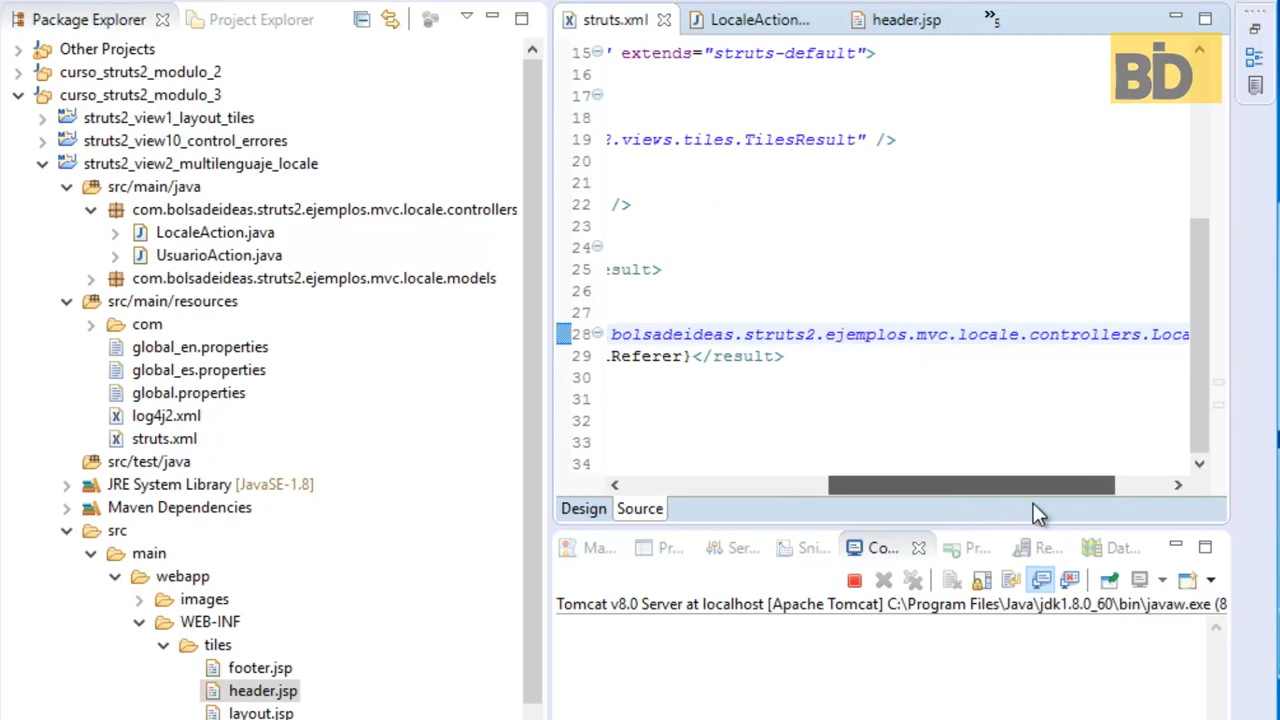 Package Explorer
Project Explorer
Other Projects
curso_struts2_modulo_2
curso_struts2_modulo_3
struts2_view1_layout_tiles
struts2_view10_control_errores
struts2_view2_multilenguaje_locale
src/main/java
com.bolsadeideas.struts2.ejemplos.mvc.locale.controllers
LocaleAction.java
UsuarioAction.java
com.bolsadeideas.struts2.ejemplos.mvc.locale.models
src/main/resources
com
global_en.properties
global_es.properties
global.properties
log4j2.xml
struts.xml
src/test/java
JRE System Library [JavaSE-1.8]
Maven Dependencies
src
main
webapp
images
WEB-INF
tiles
footer.jsp
header.jsp
layout.jsp
struts.xml
LocaleAction...
header.jsp
»5
BD
15 " extends="struts-default">
16
17
18
19 ?.views.tiles.TilesResult" />
20
21
22 />
23
24
25 esult>
26
27
28 bolsadeideas.struts2.ejemplos.mvc.locale.controllers.Loca
29 .Referer}</result>
30
31
32
33
34
Design
Source
Ma...
Pr...
Ser...
Sni...
Co...
Pr...
Re...
Dat...
Tomcat v8.0 Server at localhost [Apache Tomcat] C:\Program Files\Java\jdk1.8.0_60\bin\javaw.exe (8